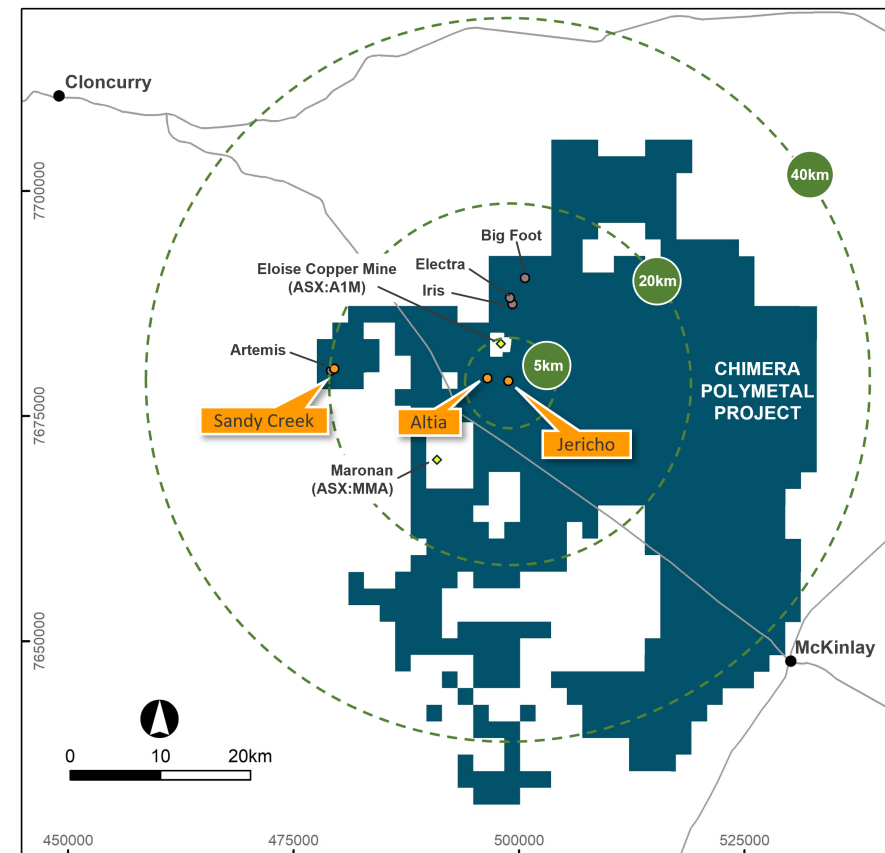 Cloncurry
40km
7700000
Big Foot
Electra
Eloise Copper Mine
(ASX:A1M)
Iris
20km
Artemis
5km
CHIMERA
POLYMETAL
PROJECT
7675000
Sandy Creek
Altia
Jericho
Maronan
(ASX:MMA)
7650000
McKinlay
0 10 20km
450000 475000 500000 525000